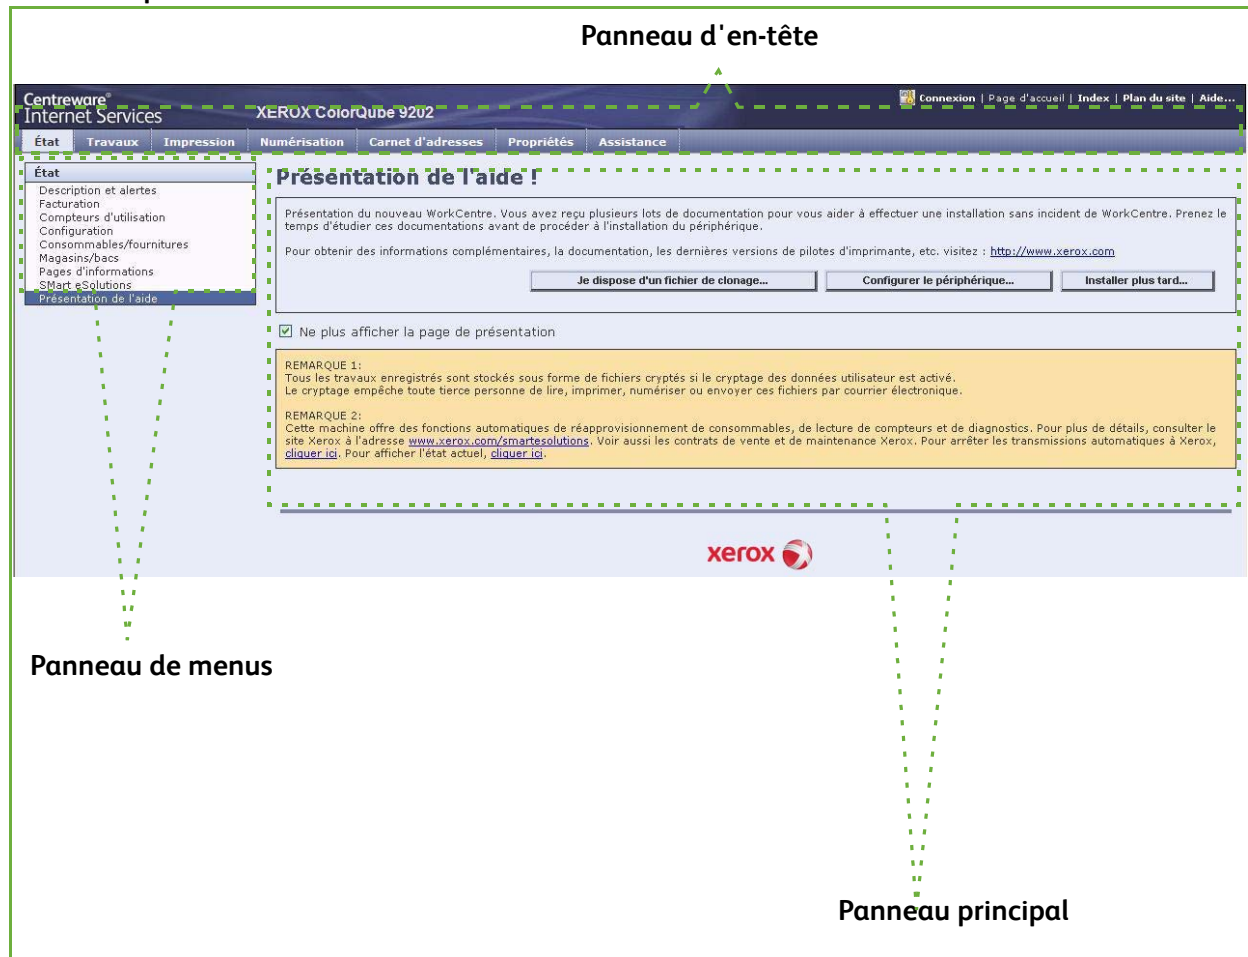 Panneau d'en-tête
Centreware®
Internet Services
XEROX ColorQube 9202
Connexion | Page d'accueil | Index | Plan du site | Aide...
État Travaux Impression Numérisation Carnet d'adresses Propriétés Assistance
État
Description et alertes
Facturation
Compteurs d'utilisation
Configuration
Consommables/fournitures
Magasins/bacs
Pages d'informations
SMart eSolutions
Présentation de l'aide
Présentation de l'aide !
Présentation du nouveau WorkCentre. Vous avez reçu plusieurs lots de documentation pour vous aider à effectuer une installation sans incident de WorkCentre. Prenez le
temps d'étudier ces documentations avant de procéder à l'installation du périphérique.
Pour obtenir des informations complémentaires, la documentation, les dernières versions de pilotes d'imprimante, etc. visitez : http://www.xerox.com
Je dispose d'un fichier de clonage... Configurer le périphérique... Installer plus tard...
Ne plus afficher la page de présentation
REMARQUE 1:
Tous les travaux enregistrés sont stockés sous forme de fichiers cryptés si le cryptage des données utilisateur est activé.
Le cryptage empêche toute tierce personne de lire, imprimer, numériser ou envoyer ces fichiers par courrier électronique.
REMARQUE 2:
Cette machine offre des fonctions automatiques de réapprovisionnement de consommables, de lecture de compteurs et de diagnostics. Pour plus de détails, consulter le
site Xerox à l'adresse www.xerox.com/smartesolutions. Voir aussi les contrats de vente et de maintenance Xerox. Pour arrêter les transmissions automatiques à Xerox,
cliquer ici. Pour afficher l'état actuel, cliquer ici.
xerox
Panneau de menus
Panneau principal